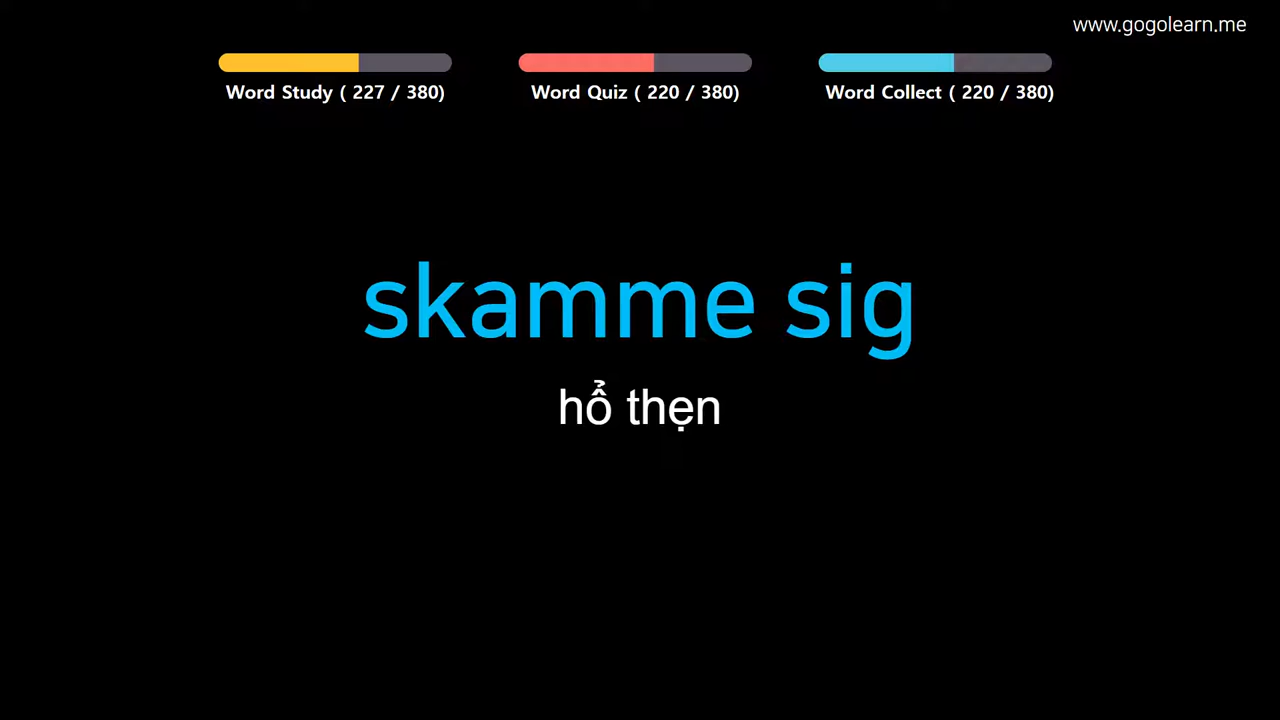 www.gogolearn.me
Word Study ( 227 / 380)
Word Quiz ( 220 / 380)
Word Collect ( 220 / 380)
skamme sig
hổ thẹn